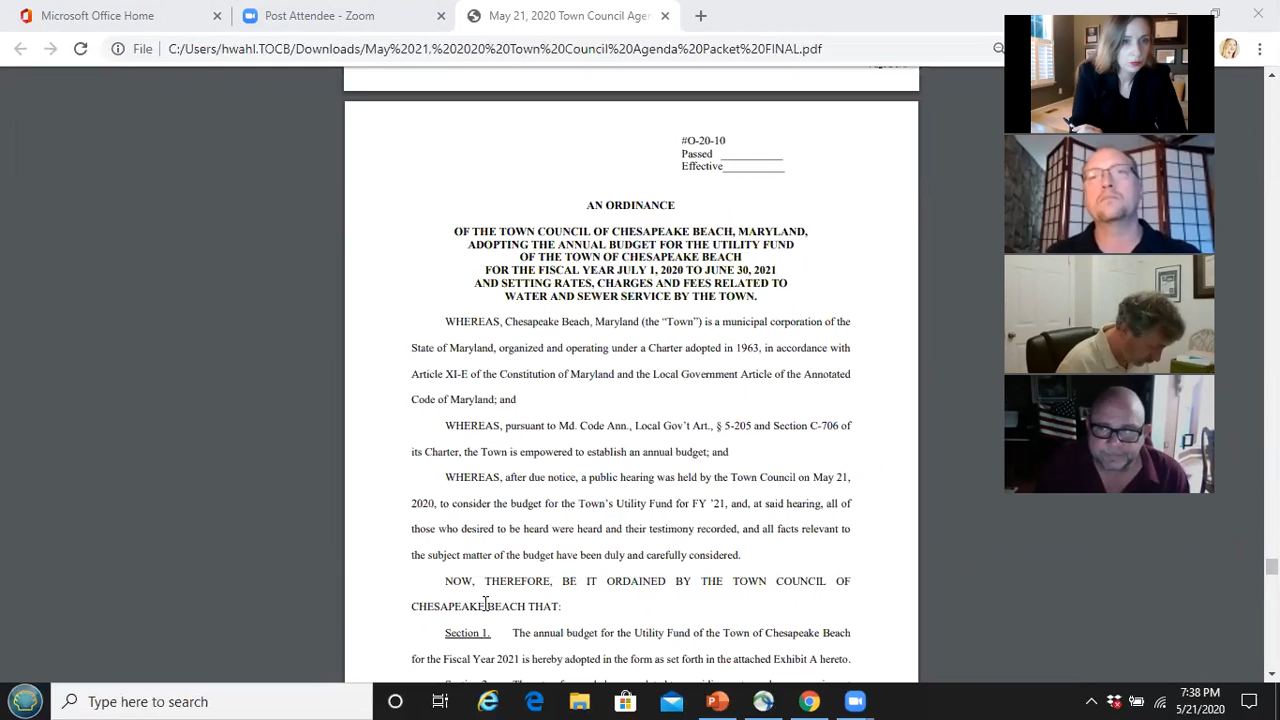 Microsoft Office Home
Post Attendee - Zoom
May 21, 2020 Town Council Agen
File
C:/Users/hwahl.TOCB/Downloads/May%2021.%202020%20Town%20Council%20Agenda%20Packet%20FINAL.pdf
#O-20-10
Passed ___________
Effective___________
AN ORDINANCE
OF THE TOWN COUNCIL OF CHESAPEAKE BEACH, MARYLAND,
ADOPTING THE ANNUAL BUDGET FOR THE UTILITY FUND
OF THE TOWN OF CHESAPEAKE BEACH
FOR THE FISCAL YEAR JULY 1, 2020 TO JUNE 30, 2021
AND SETTING RATES, CHARGES AND FEES RELATED TO
WATER AND SEWER SERVICE BY THE TOWN.
WHEREAS, Chesapeake Beach, Maryland (the “Town”) is a municipal corporation of the
State of Maryland, organized and operating under a Charter adopted in 1963, in accordance with
Article XI-E of the Constitution of Maryland and the Local Government Article of the Annotated
Code of Maryland; and
WHEREAS, pursuant to Md. Code Ann., Local Gov’t Art., § 5-205 and Section C-706 of
its Charter, the Town is empowered to establish an annual budget; and
WHEREAS, after due notice, a public hearing was held by the Town Council on May 21,
2020, to consider the budget for the Town’s Utility Fund for FY ’21, and, at said hearing, all of
those who desired to be heard were heard and their testimony recorded, and all facts relevant to
the subject matter of the budget have been duly and carefully considered.
NOW, THEREFORE, BE IT ORDAINED BY THE TOWN COUNCIL OF
CHESAPEAKE BEACH THAT:
Section 1. The annual budget for the Utility Fund of the Town of Chesapeake Beach
for the Fiscal Year 2021 is hereby adopted in the form as set forth in the attached Exhibit A hereto.
Type here to search
7:38 PM
5/21/2020